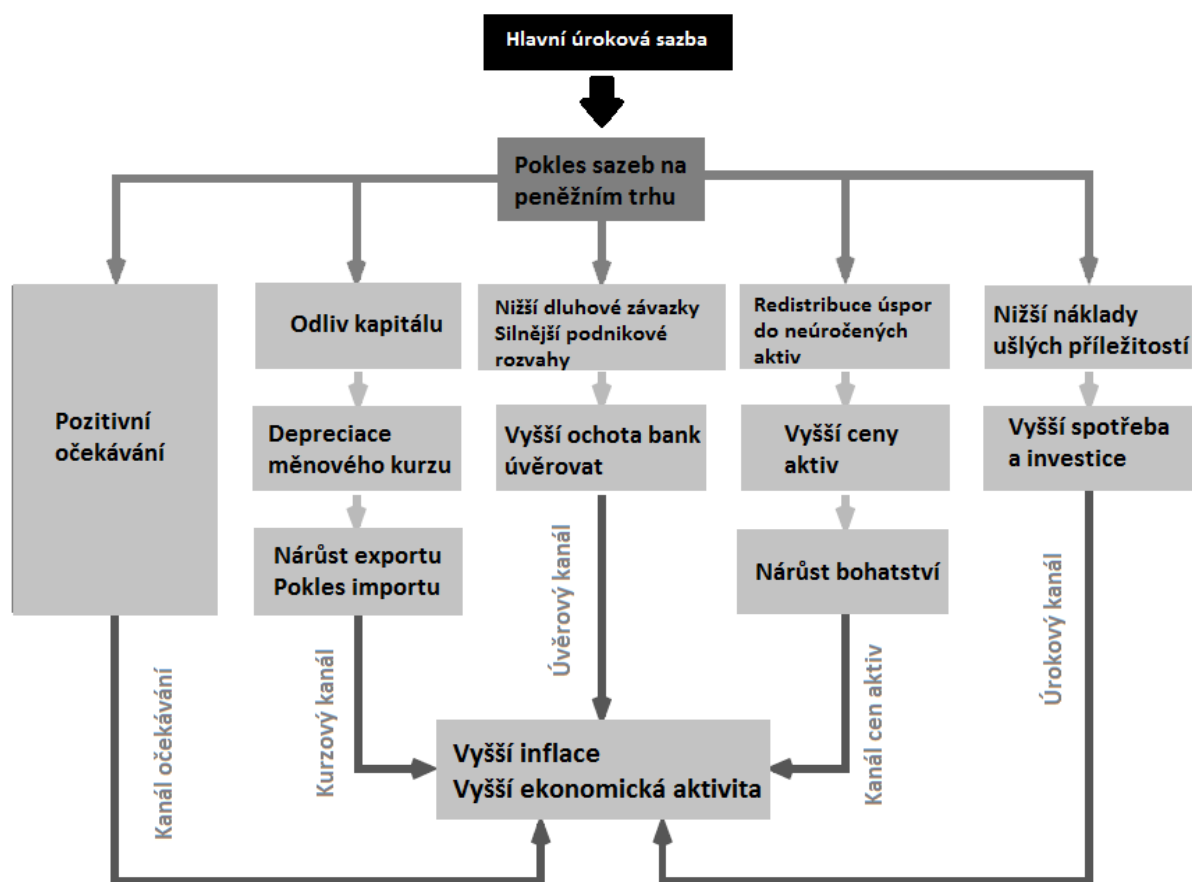 Hlavní úroková sazba
Pokles sazeb na
peněžním trhu
Pozitivní
očekávání
Kanál očekávání
Odliv kapitálu
Depreciace
měnového kurzu
Nárůst exportu
Pokles importu
Kurzový kanál
Nižší dluhové závazky
Silnější podnikové
rozvahy
Vyšší ochota bank
úvěrovat
Úvěrový kanál
Redistribuce úspor
do neúročených
aktiv
Vyšší ceny
aktiv
Nárůst bohatství
Kanál cen aktiv
Nižší náklady
ušlých příležitostí
Vyšší spotřeba
a investice
Úrokový kanál
Vyšší inflace
Vyšší ekonomická aktivita